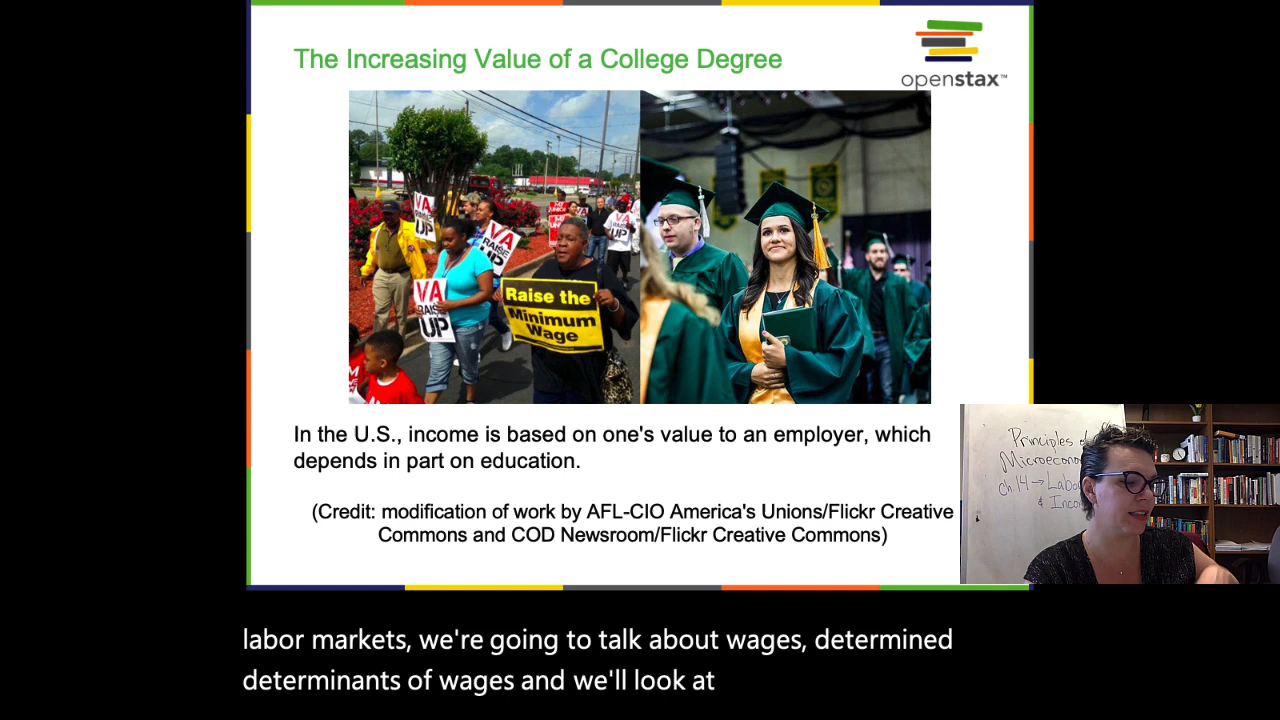 The Increasing Value of a College Degree
openstax™
VA
RAISE
UP
VA
RAISE
UP
VA
RAISE
UP
Raise the
Minimum
Wage
In the U.S., income is based on one's value to an employer, which
depends in part on education.
(Credit: modification of work by AFL-CIO America's Unions/Flickr Creative
Commons and COD Newsroom/Flickr Creative Commons)
Principles of
Microecono
Ch.14→Labo
& Inco
labor markets, we're going to talk about wages, determined
determinants of wages and we'll look at